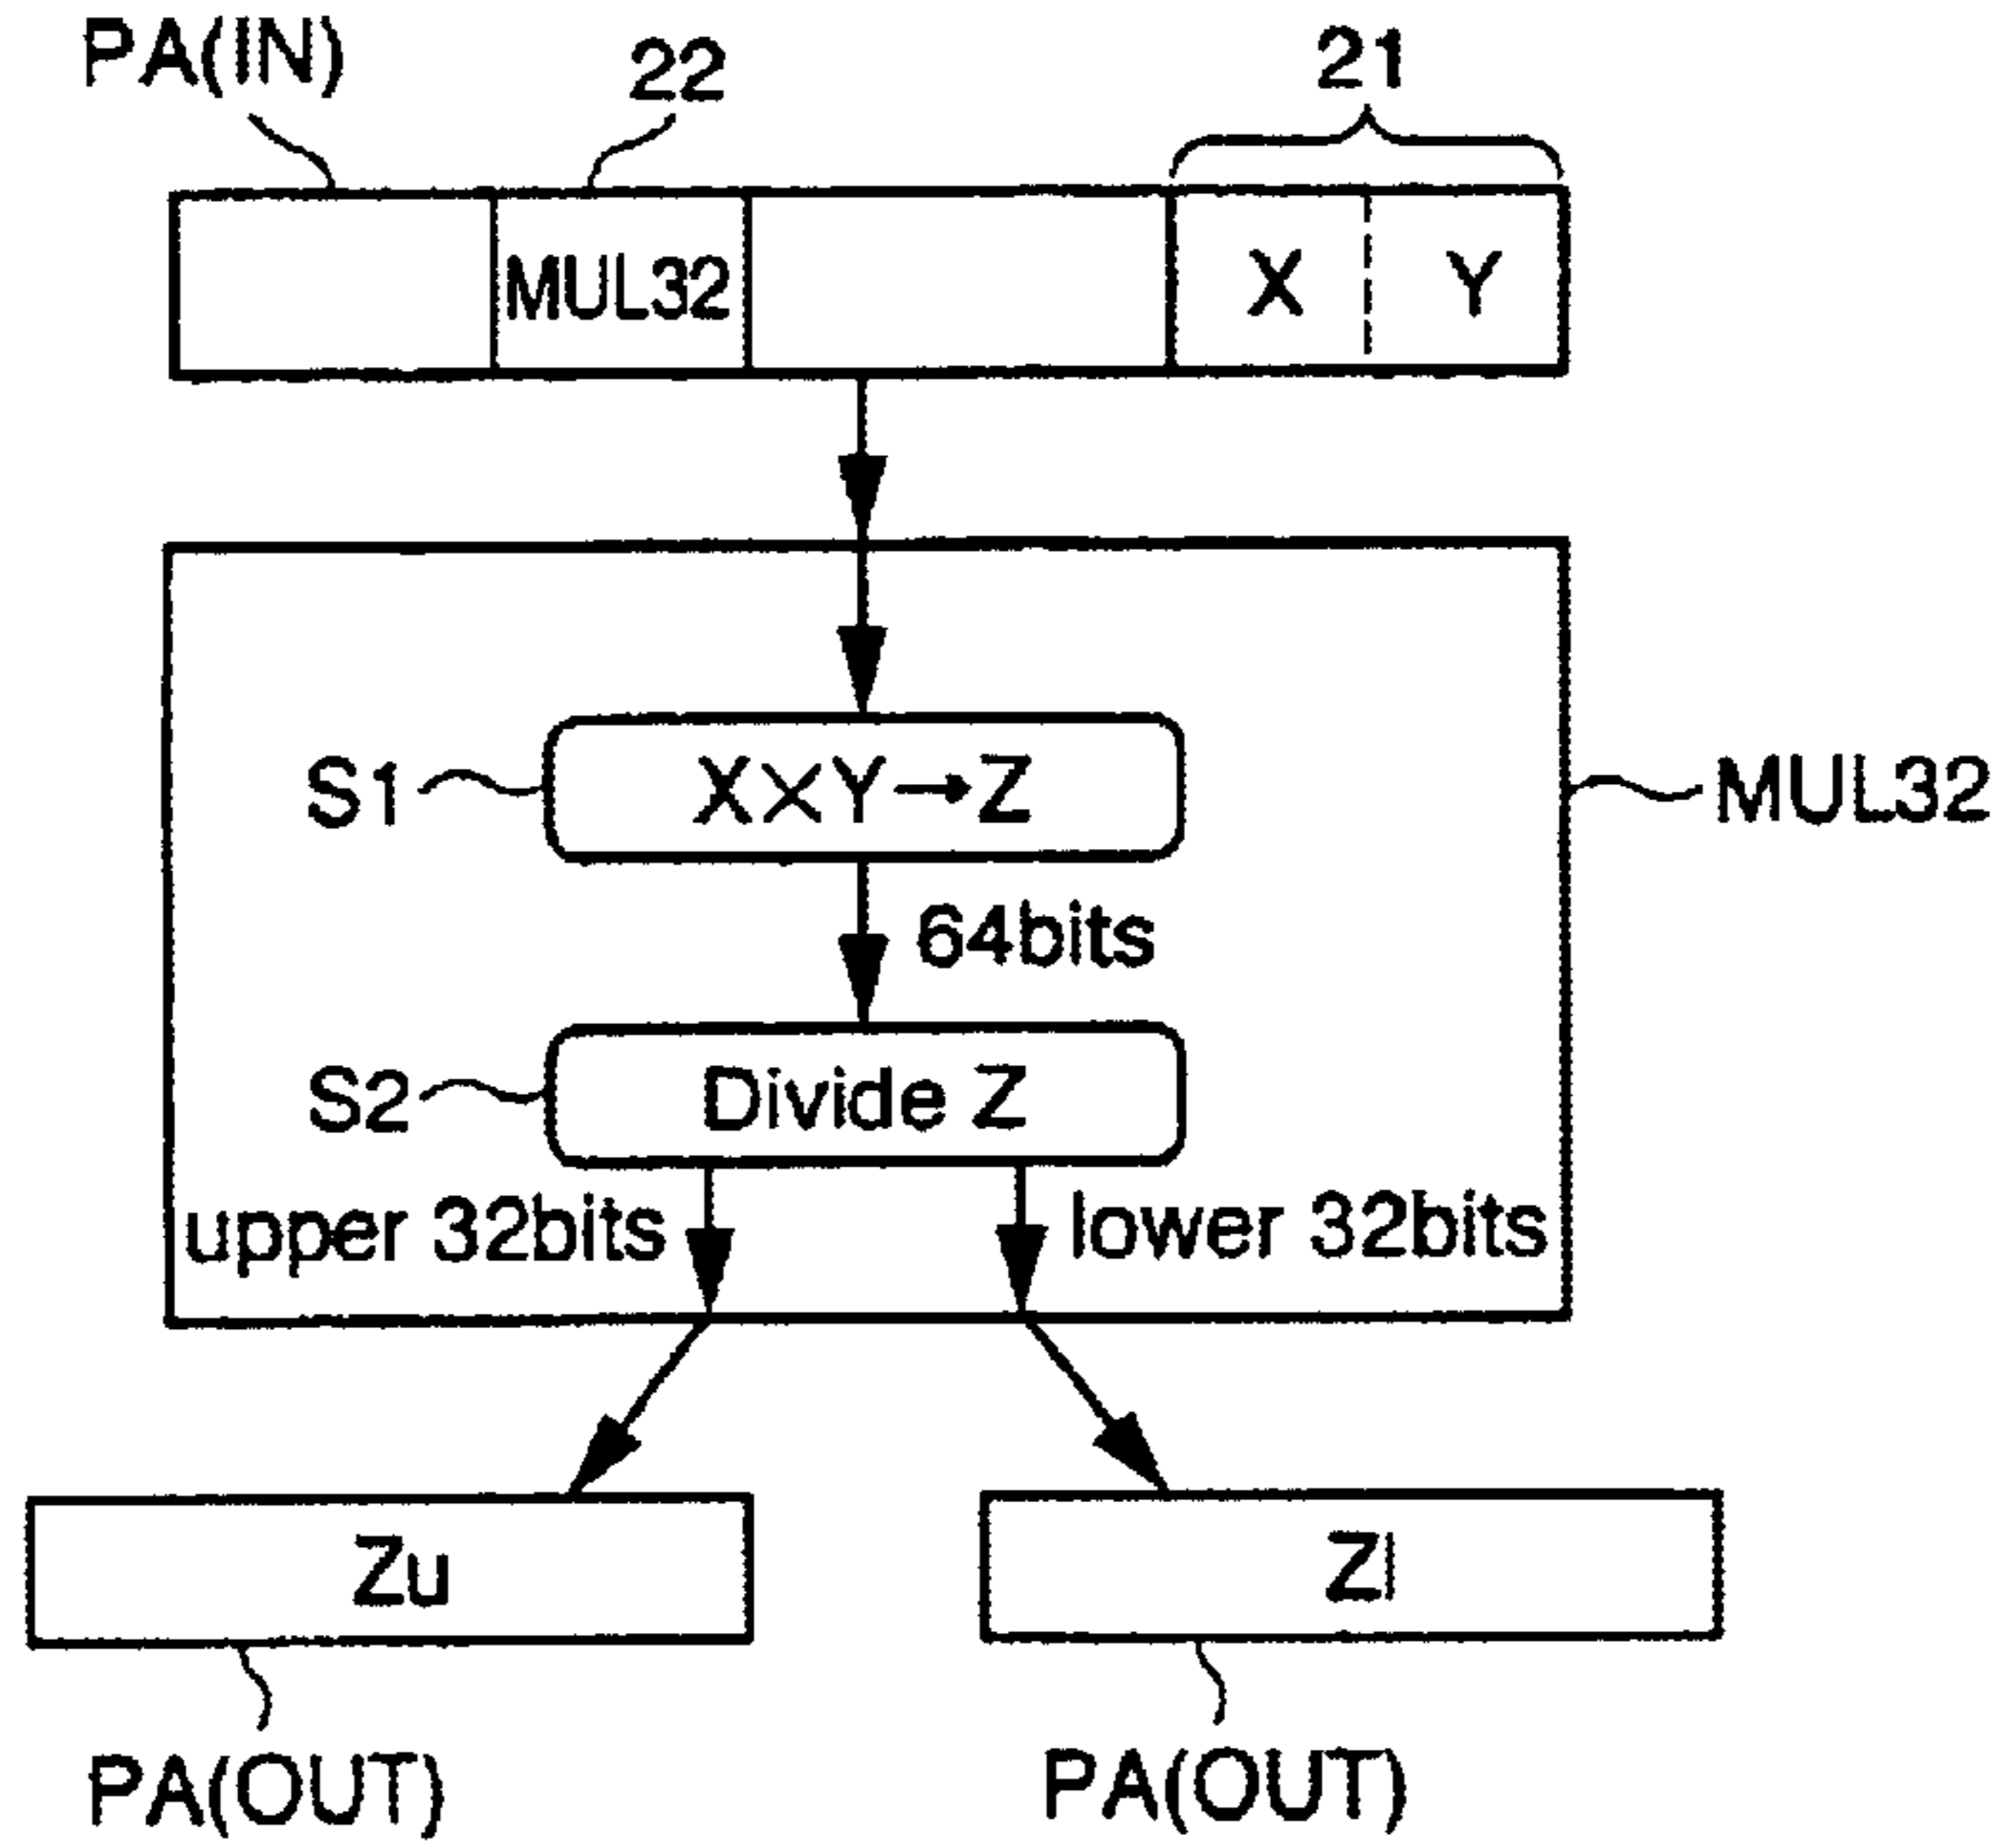 PA(IN)
22
21
MUL32
X
Y
S1
X×Y→Z
MUL32
64bits
S2
Divide Z
upper 32bits
lower 32bits
Zu
Zl
PA(OUT)
PA(OUT)